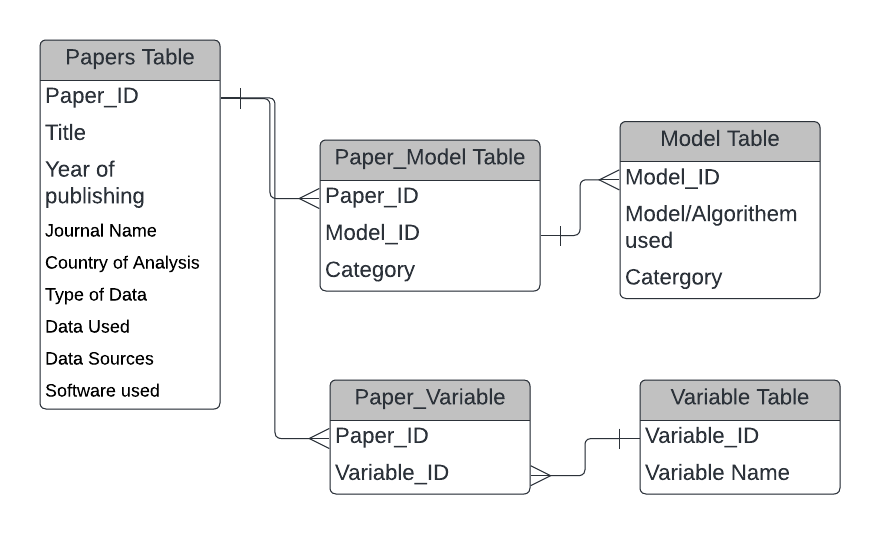 Papers Table
Paper_ID
Title
Year of
publishing
Journal Name
Country of Analysis
Type of Data
Data Used
Data Sources
Software used
Paper_Model Table
Paper_ID
Model_ID
Category
Model Table
Model_ID
Model/Algorithem
used
Catergory
Paper_Variable
Paper_ID
Variable_ID
Variable Table
Variable_ID
Variable Name